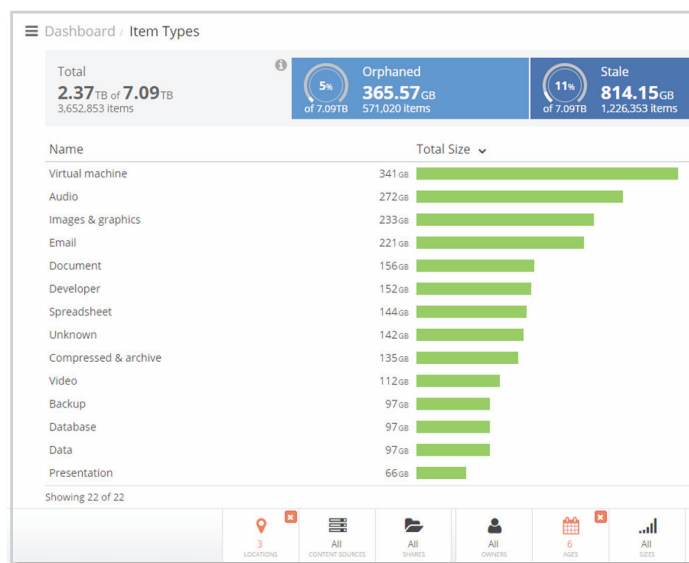 Dashboard / Item Types
Total
2.37TB of 7.09TB
3,652,853 items
5%
of 7.09TB
Orphaned
365.57GB
571,020 items
11%
of 7.09TB
Stale
814.15GB
1,226,353 items
Name Total Size
Virtual machine 341GB
Audio 272GB
Images & graphics 233GB
Email 221GB
Document 156GB
Developer 152GB
Spreadsheet 144GB
Unknown 142GB
Compressed & archive 135GB
Video 112GB
Backup 97GB
Database 97GB
Data 97GB
Presentation 66GB
Showing 22 of 22
3
LOCATIONS
All
CONTENT SOURCES
All
SHARES
All
OWNERS
6
AGES
All
SIZES